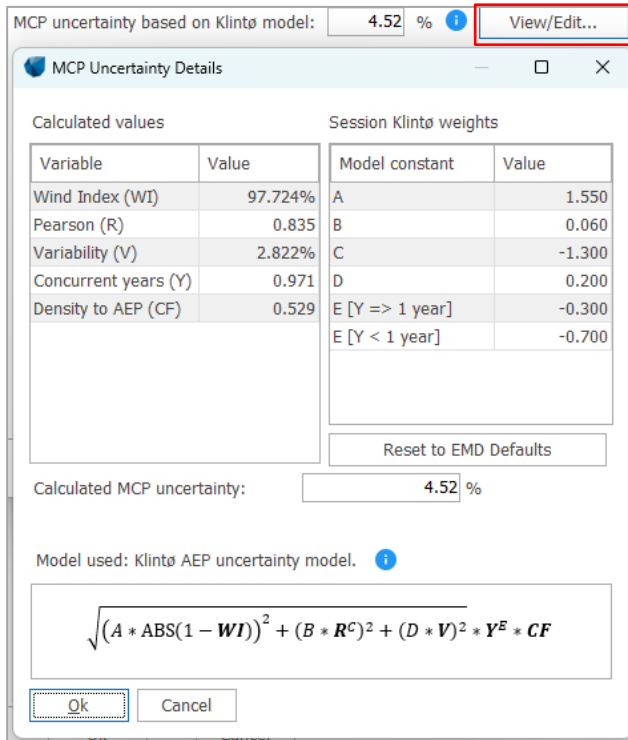 MCP uncertainty based on Klintø model: 4.52 % View/Edit...
MCP Uncertainty Details
Calculated values
Variable Value
Wind Index (WI) 97.724%
Pearson (R) 0.835
Variability (V) 2.822%
Concurrent years (Y) 0.971
Density to AEP (CF) 0.529
Session Klintø weights
Model constant Value
A 1.550
B 0.060
C -1.300
D 0.200
E [Y => 1 year] -0.300
E [Y < 1 year] -0.700
Reset to EMD Defaults
Calculated MCP uncertainty: 4.52 %
Model used: Klintø AEP uncertainty model.
√((A * ABS(1 − WI))² + (B * R^C)² + (D * V)²) * Y^E * CF
Ok Cancel